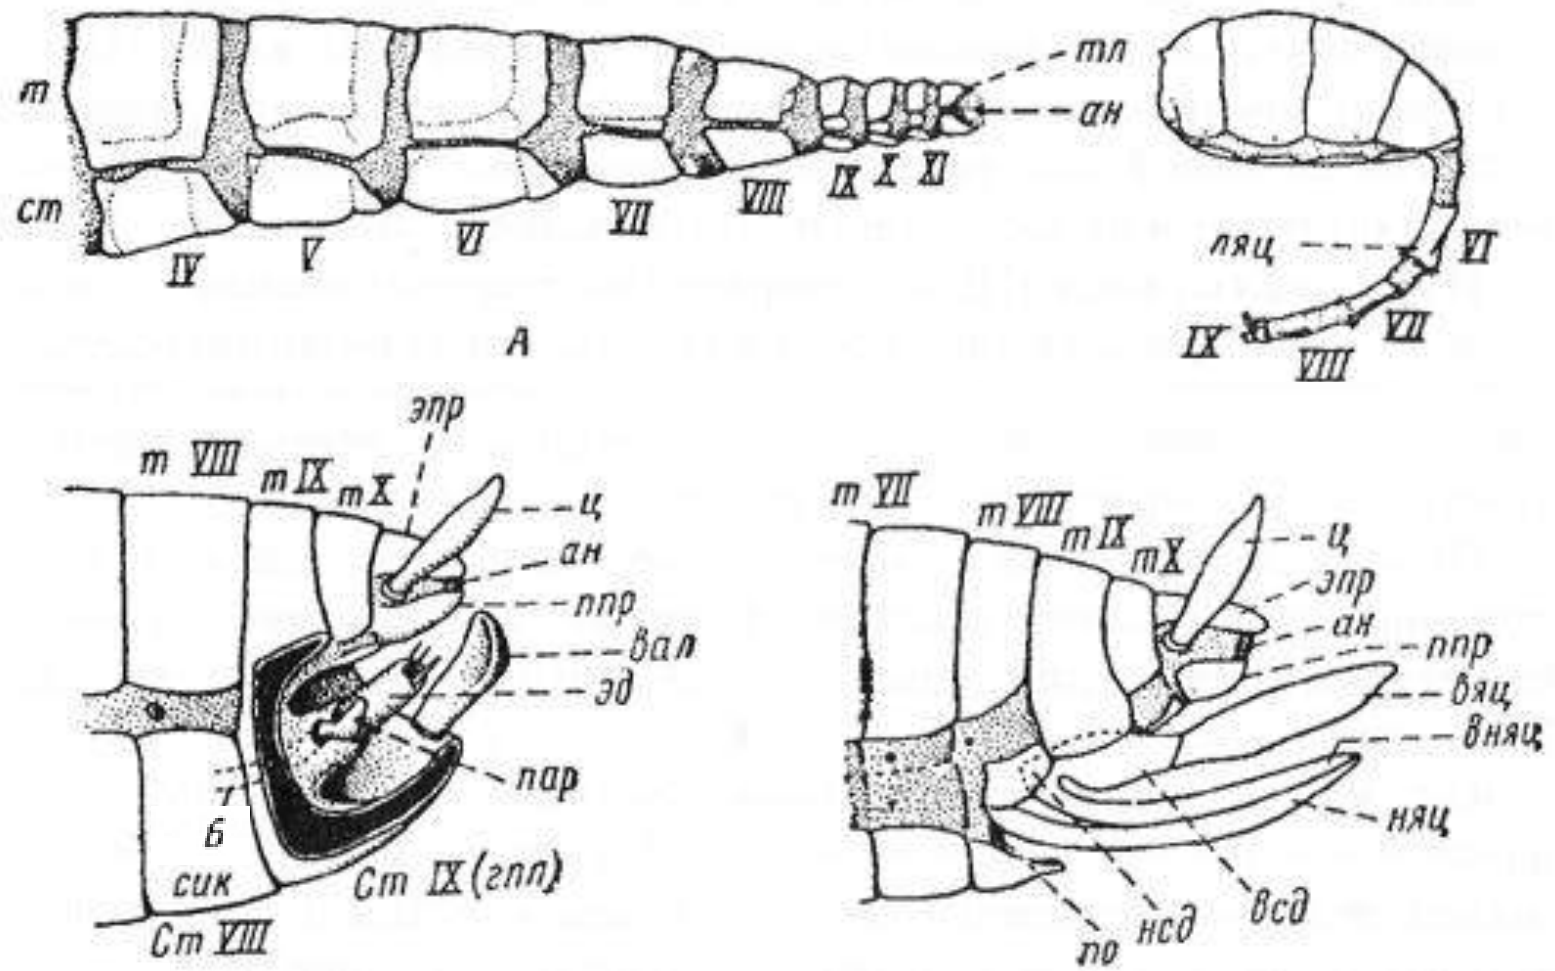 т
ст
IV
V
VI
VII
VIII
IX
X
XI
тл
ан
А
ляц
VI
VII
VIII
IX
т VIII
т IX
т X
эпр
ц
ан
ппр
вал
эд
пар
Б
сик
Ст VIII
Ст IX (гпл)
т VII
т VIII
т IX
т X
ц
эпр
ан
ппр
вяц
вняц
няц
всд
нсд
по